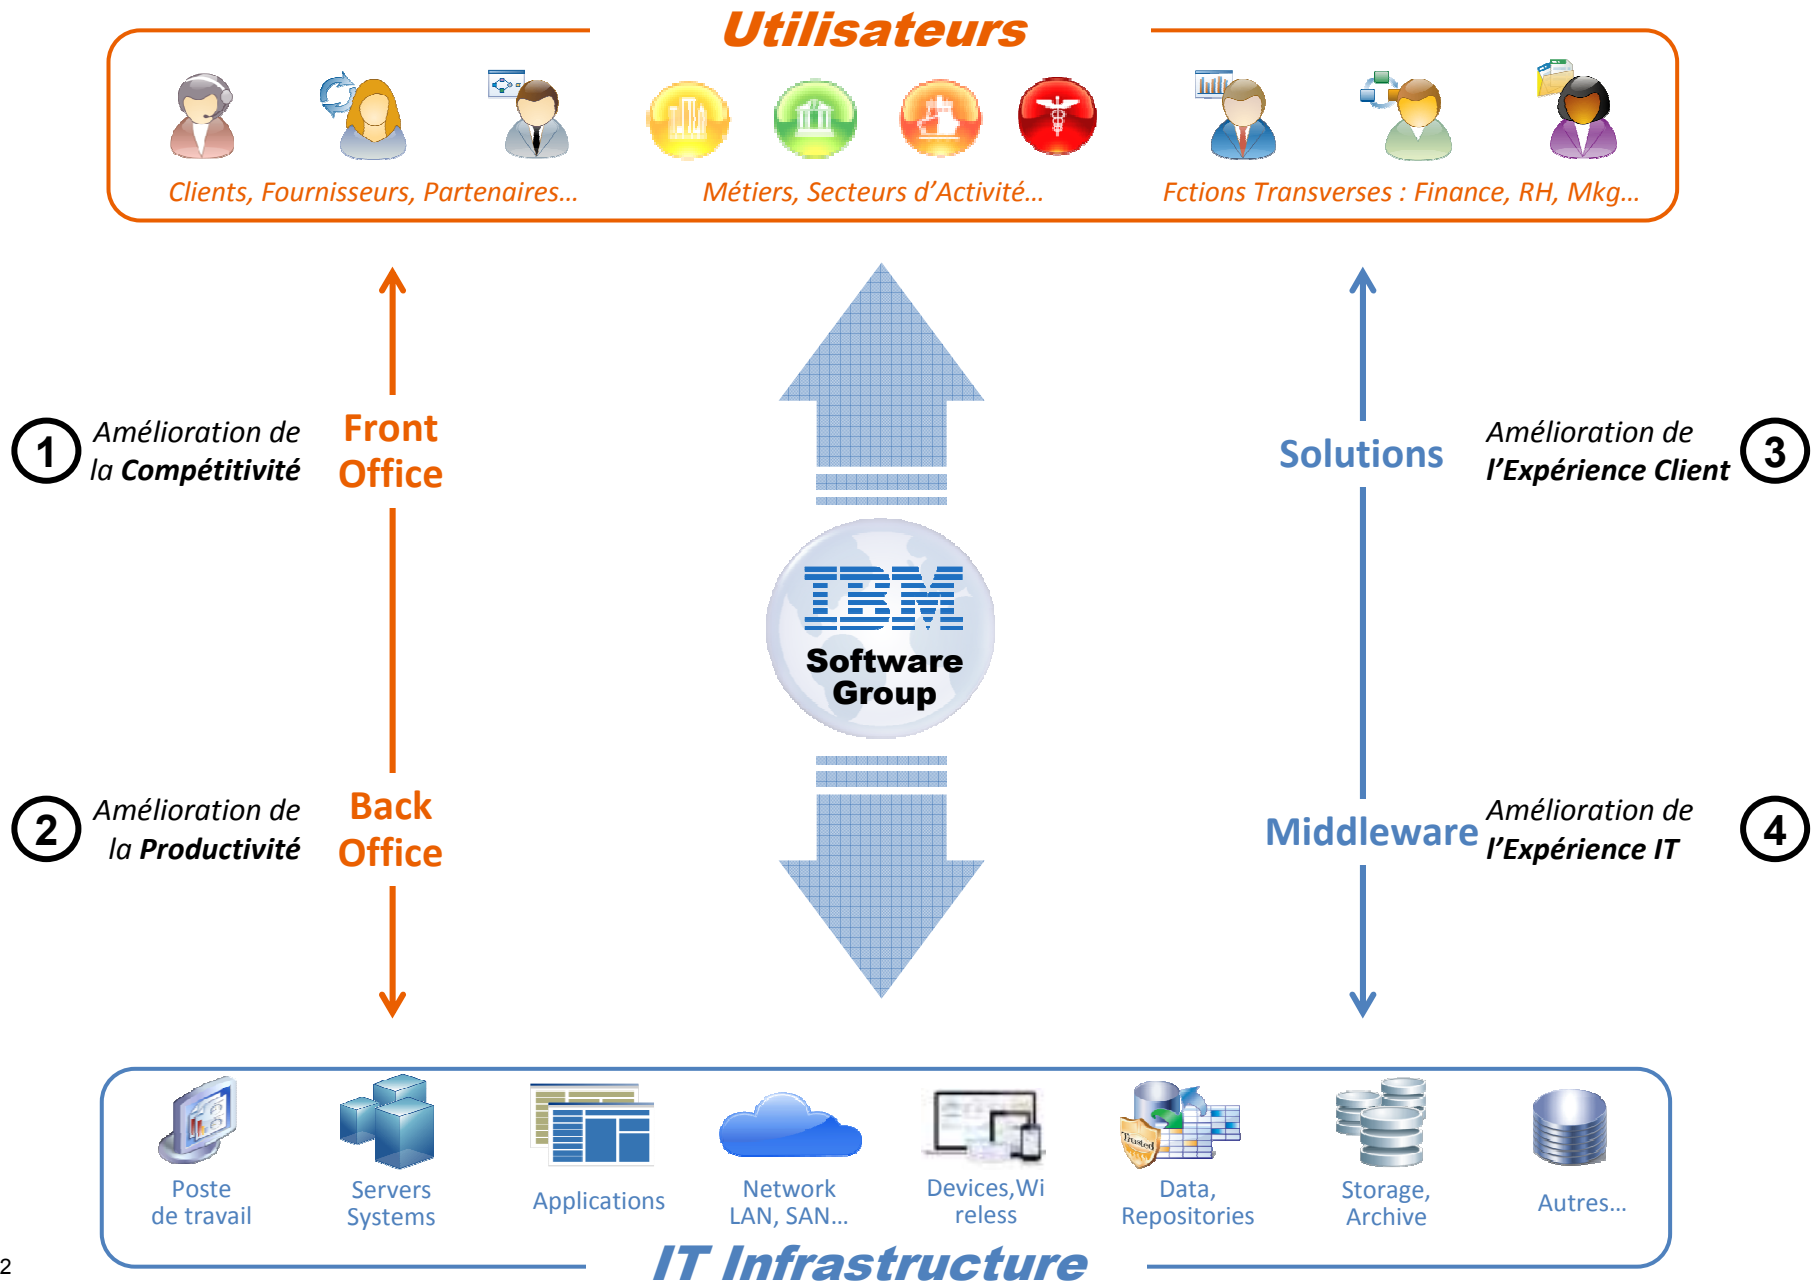 Utilisateurs
Clients, Fournisseurs, Partenaires...
Métiers, Secteurs d’Activité...
Fctions Transverses : Finance, RH, Mkg...
1
Amélioration de
la Compétitivité
Front
Office
Solutions
Amélioration de
l’Expérience Client
3
IBM
Software
Group
2
Amélioration de
la Productivité
Back
Office
Middleware
Amélioration de
l’Expérience IT
4
Trusted
Poste
de travail
Servers
Systems
Applications
Network
LAN, SAN...
Devices,Wi
reless
Data,
Repositories
Storage,
Archive
Autres...
IT Infrastructure
2